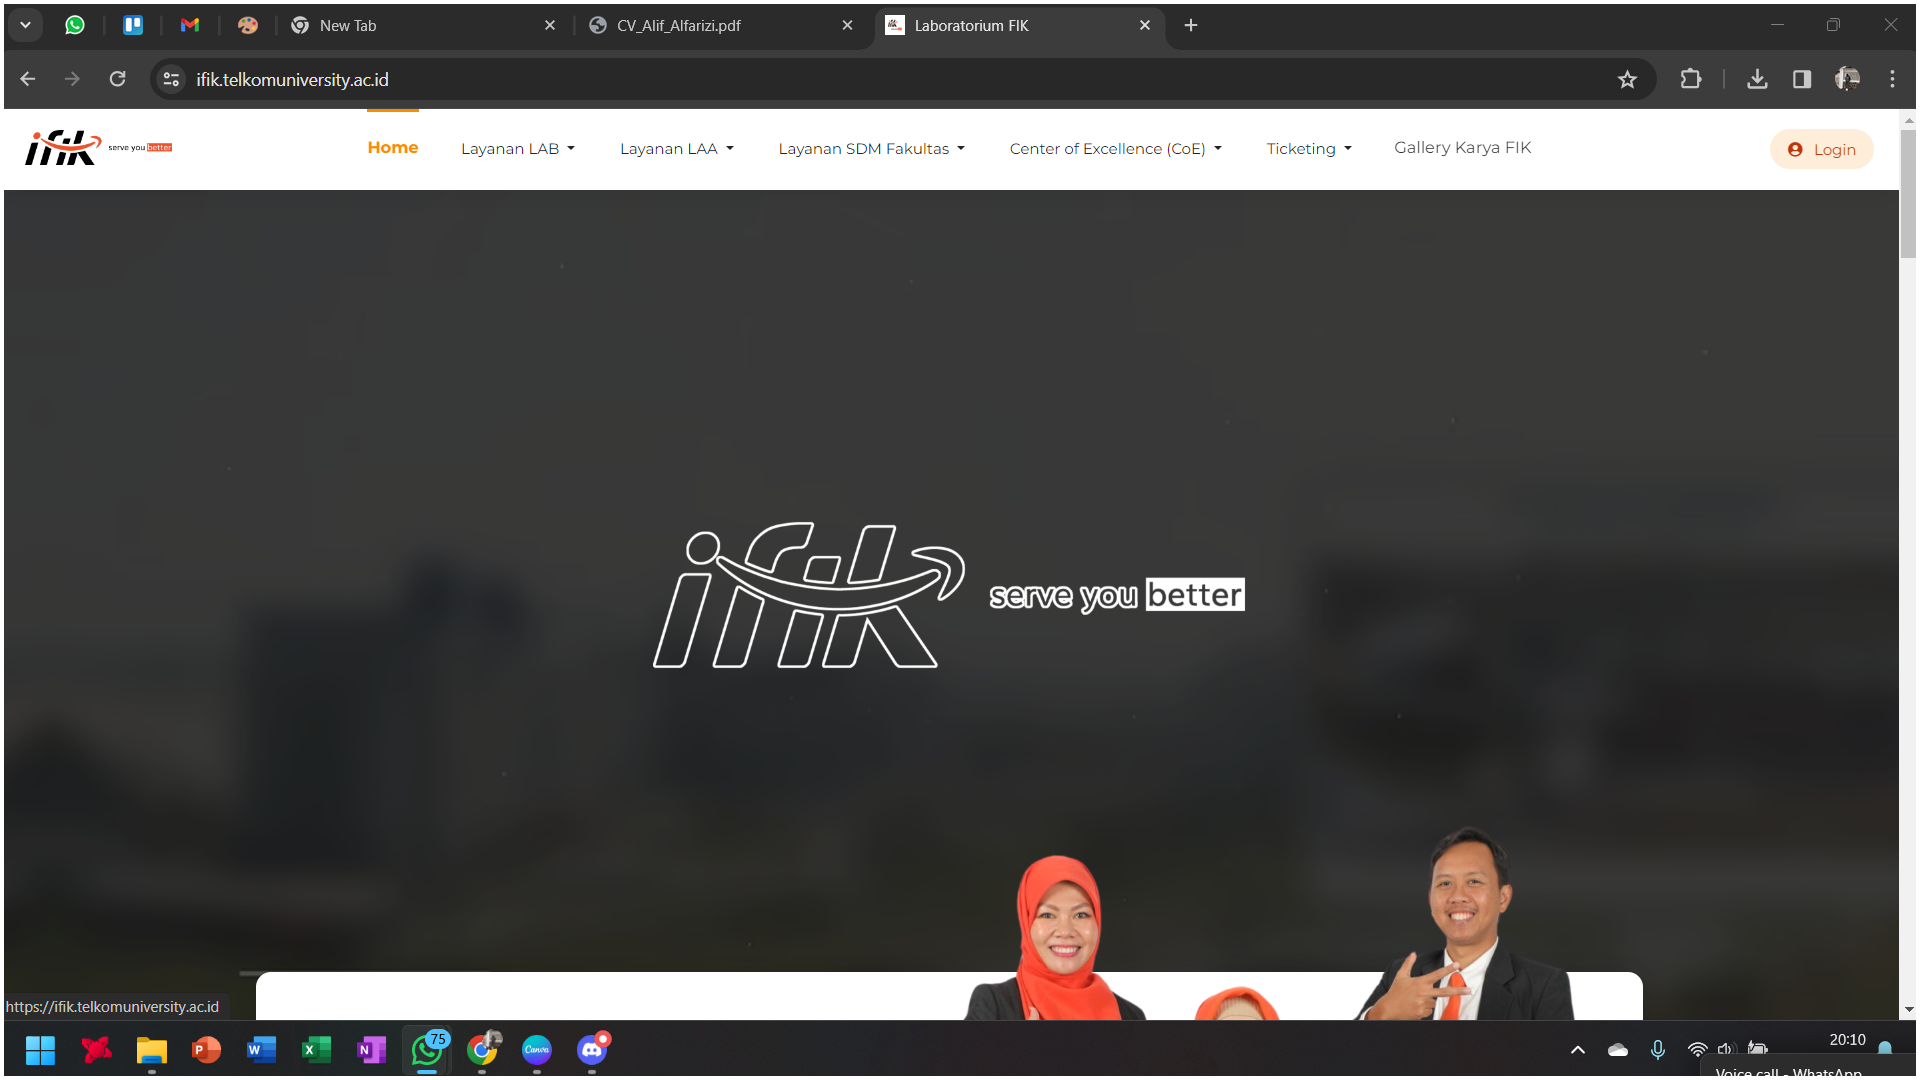 New Tab
CV_Alif_Alfarizi.pdf
Laboratorium FIK
ifik.telkomuniversity.ac.id
ifik serve you better
Home
Layanan LAB
Layanan LAA
Layanan SDM Fakultas
Center of Excellence (CoE)
Ticketing
Gallery Karya FIK
Login
ifik serve you better
https://ifik.telkomuniversity.ac.id
75
Canva
20:10
Voice call - WhatsApp